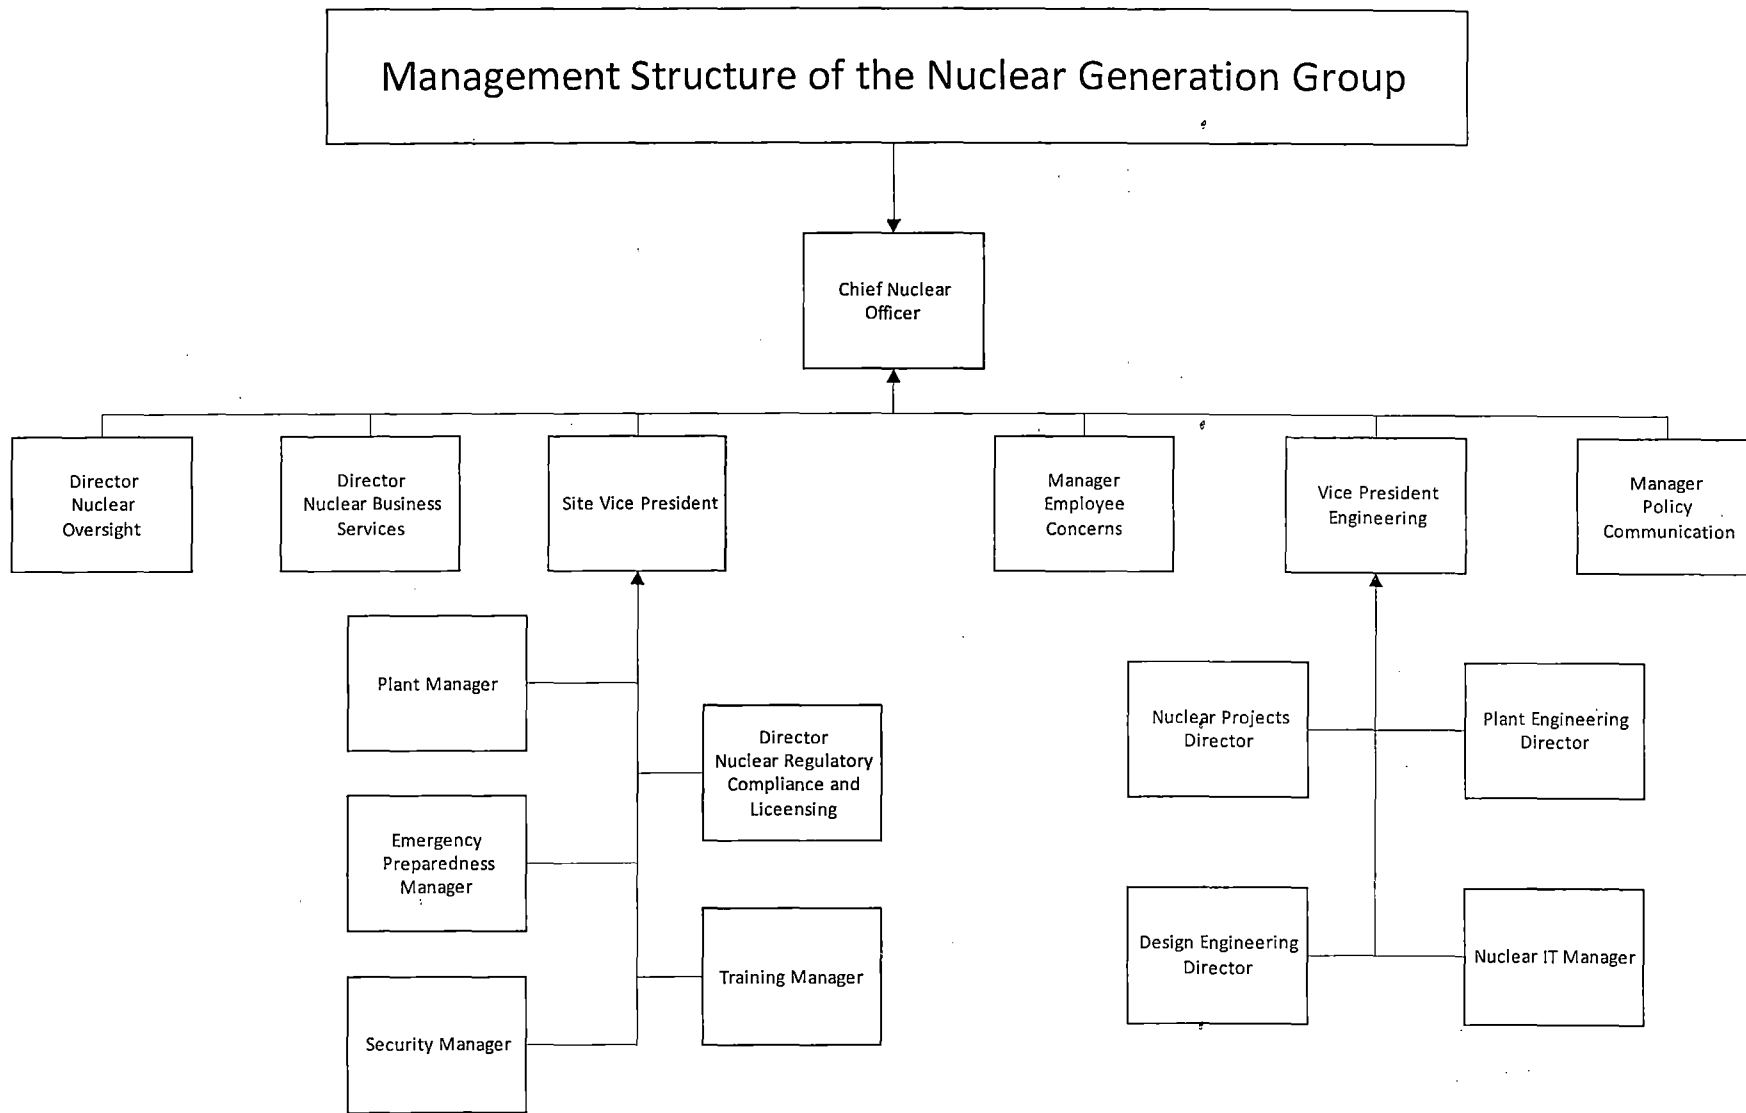 Management Structure of the Nuclear Generation Group
Chief Nuclear
Officer
Director
Nuclear
Oversight
Director
Nuclear Business
Services
Site Vice President
Manager
Employee
Concerns
Vice President
Engineering
Manager
Policy
Communication
Plant Manager
Director
Nuclear Regulatory
Compliance and
Liceensing
Emergency
Preparedness
Manager
Training Manager
Security Manager
Nuclear Projects
Director
Plant Engineering
Director
Design Engineering
Director
Nuclear IT Manager